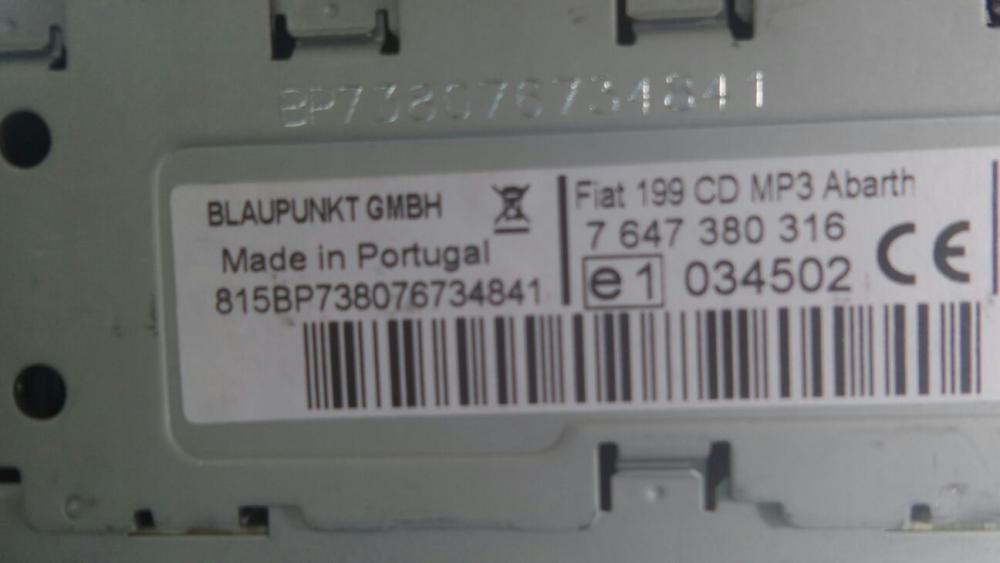 BP738076734841
BLAUPUNKT GMBH
Made in Portugal
815BP738076734841
Fiat 199 CD MP3 Abarth
7 647 380 316
e1 034502 CE